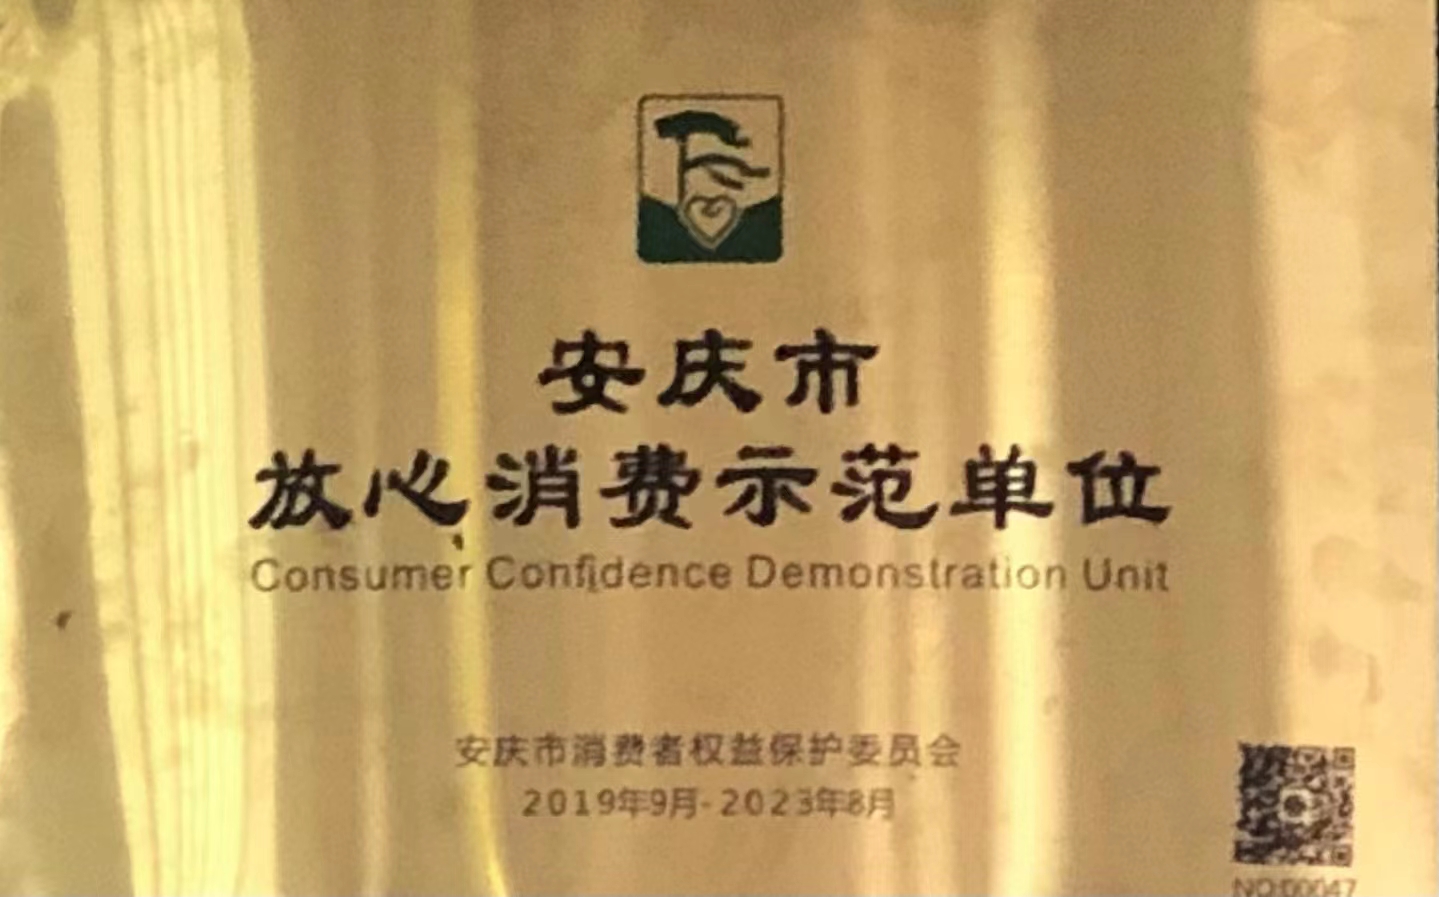 安庆市
放心消费示范单位
Consumer Confidence Demonstration Unit
安庆市消费者权益保护委员会
2019年9月-2023年8月
NO:00047